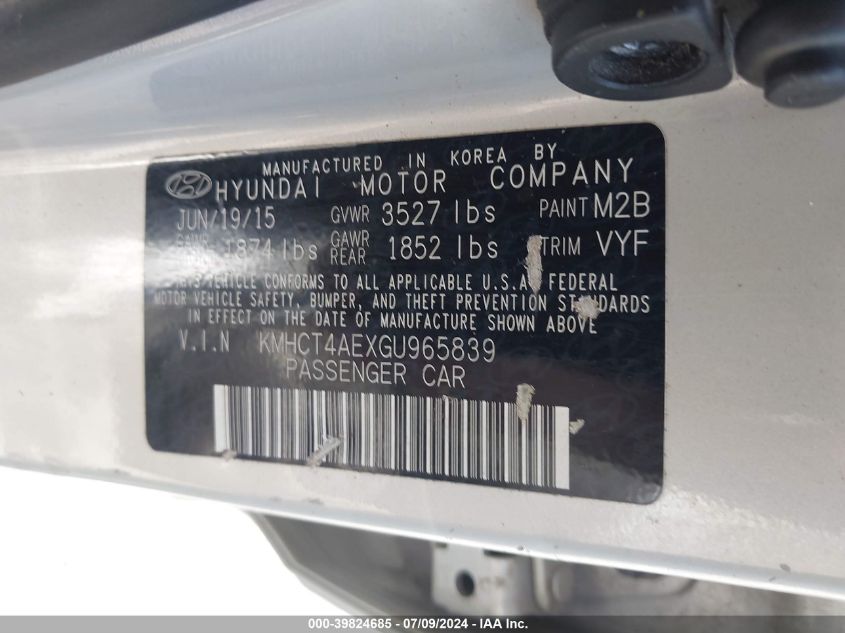 MANUFACTURED IN KOREA BY
HYUNDAI MOTOR COMPANY
JUN/19/15 GVWR 3527 lbs PAINT M2B
GAWR 1874 lbs GAWR REAR 1852 lbs TRIM VYF
THIS VEHICLE CONFORMS TO ALL APPLICABLE U.S.A FEDERAL
MOTOR VEHICLE SAFETY, BUMPER, AND THEFT PREVENTION STANDARDS
IN EFFECT ON THE DATE OF MANUFACTURE SHOWN ABOVE
V.I.N KMHCT4AEXGU965839
PASSENGER CAR
000-39824685 - 07/09/2024 - IAA Inc.